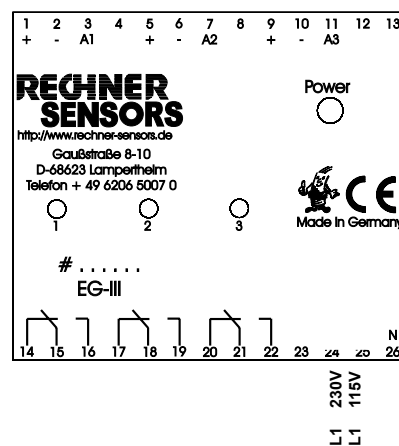 1 2 3 4 5 6 7 8 9 10 11 12 13
+ - A1 + - A2 + - A3
RECHNER
SENSORS
http://www.rechner-sensors.de
Gaußstraße 8-10
D-68623 Lampertheim
Telefon + 49 6206 5007 0
Power
CE
Made in Germany
1 2 3
# . . . . . .
EG-III
N
14 15 16 17 18 19 20 21 22 23 24 25 26
L1 230V
L1 115V